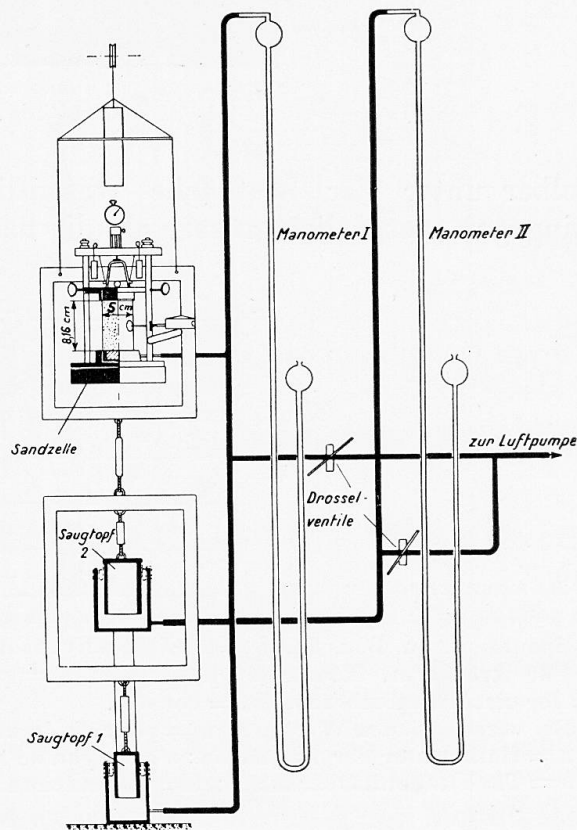 Manometer I
Manometer II
5 cm
8,16 cm
Sandzelle
zur Luftpumpe
Drossel-
ventile
Saugtopf
2
Saugtopf 1